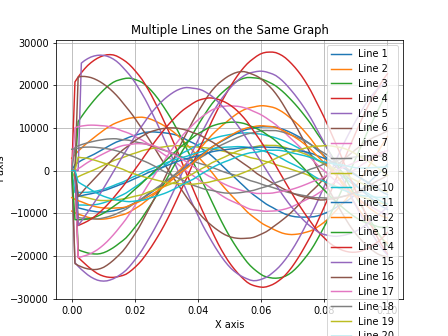 Multiple Lines on the Same Graph
30000
20000
10000
0
−10000
−20000
−30000
0.00
0.02
0.04
0.06
X axis
Line 1
Line 2
Line 3
Line 4
Line 5
Line 6
Line 7
Line 8
Line 9
Line 10
Line 11
Line 12
Line 13
Line 14
Line 15
Line 16
Line 17
Line 18
Line 19
Line 20